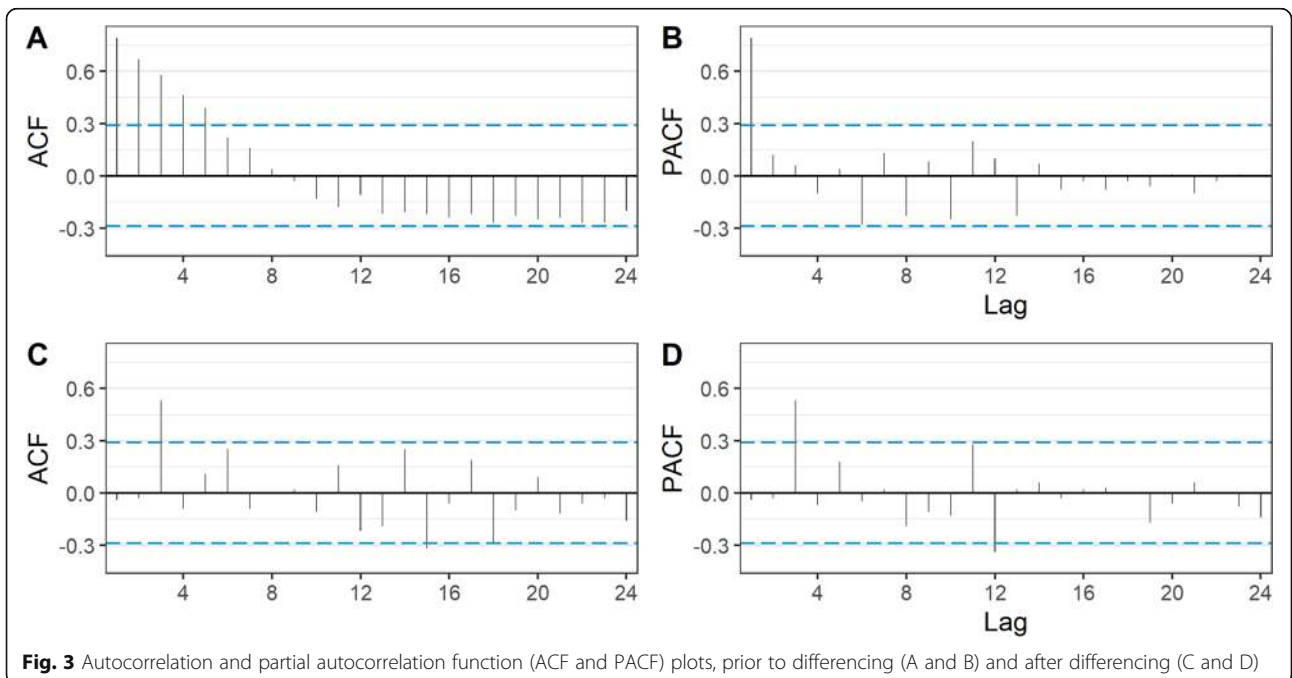 A
B
0.6
0.3
0.0
-0.3
ACF
4 8 12 16 20 24
0.6
0.3
0.0
-0.3
PACF
4 8 12 16 20 24
Lag
C
D
0.6
0.3
0.0
-0.3
ACF
4 8 12 16 20 24
0.6
0.3
0.0
-0.3
PACF
4 8 12 16 20 24
Lag
Fig. 3 Autocorrelation and partial autocorrelation function (ACF and PACF) plots, prior to differencing (A and B) and after differencing (C and D)